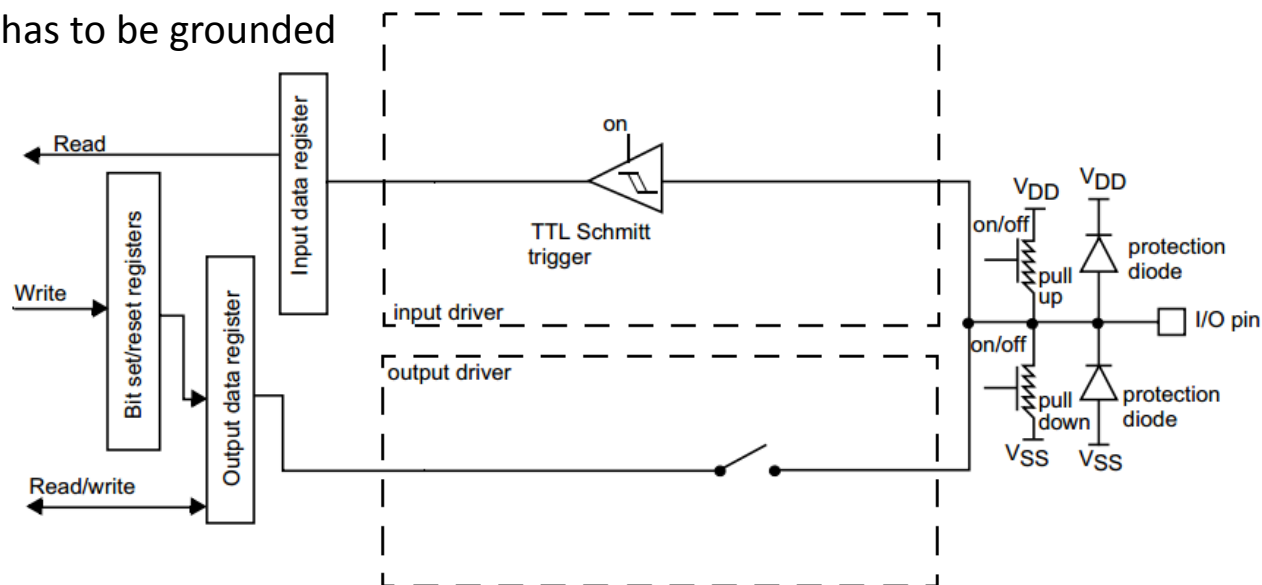 has to be grounded
on
Read
Input data register
TTL Schmitt
trigger
input driver
Write
Bit set/reset registers
Output data register
Read/write
output driver
VDD
VDD
on/off
pull
up
protection
diode
I/O pin
on/off
pull
down
protection
diode
VSS
VSS